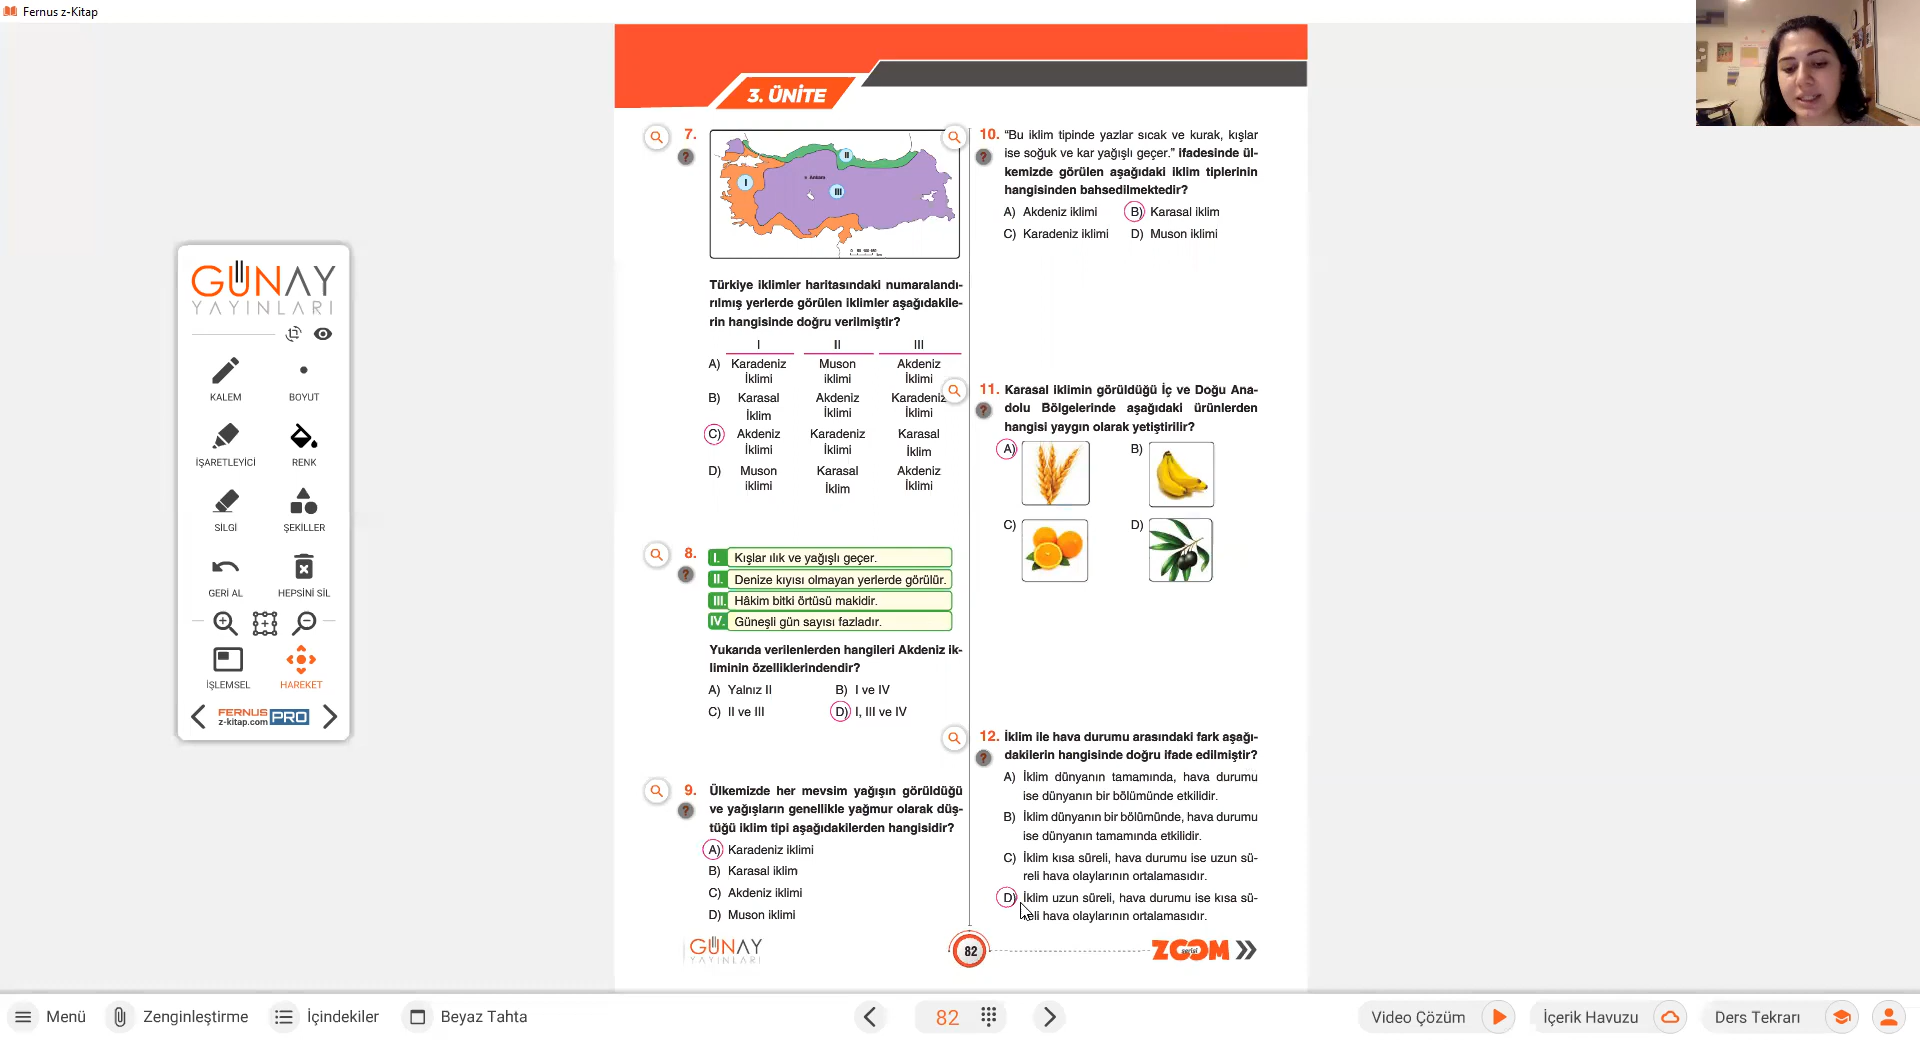 Fernus z-Kitap
3. ÜNİTE
7.
I
II
III
Ankara
Türkiye iklimler haritasındaki numaralandı-
rılmış yerlerde görülen iklimler aşağıdakile-
rin hangisinde doğru verilmiştir?
I II III
A) Karadeniz Muson Akdeniz
İklimi iklimi İklimi
B) Karasal Akdeniz Karadeniz
İklim İklimi İklimi
C) Akdeniz Karadeniz Karasal
İklimi İklimi İklim
D) Muson Karasal Akdeniz
iklimi İklim İklimi
8.
I. Kışlar ılık ve yağışlı geçer.
II. Denize kıyısı olmayan yerlerde görülür.
III. Hâkim bitki örtüsü makidir.
IV. Güneşli gün sayısı fazladır.
Yukarıda verilenlerden hangileri Akdeniz ik-
liminin özelliklerindendir?
A) Yalnız II B) I ve IV
C) II ve III D) I, III ve IV
9. Ülkemizde her mevsim yağışın görüldüğü
ve yağışların genellikle yağmur olarak düş-
tüğü iklim tipi aşağıdakilerden hangisidir?
A) Karadeniz iklimi
B) Karasal iklim
C) Akdeniz iklimi
D) Muson iklimi
10. "Bu iklim tipinde yazlar sıcak ve kurak, kışlar
ise soğuk ve kar yağışlı geçer." ifadesinde ül-
kemizde görülen aşağıdaki iklim tiplerinin
hangisinden bahsedilmektedir?
A) Akdeniz iklimi B) Karasal iklim
C) Karadeniz iklimi D) Muson iklimi
11. Karasal iklimin görüldüğü İç ve Doğu Ana-
dolu Bölgelerinde aşağıdaki ürünlerden
hangisi yaygın olarak yetiştirilir?
A) B)
C) D)
12. İklim ile hava durumu arasındaki fark aşağı-
dakilerin hangisinde doğru ifade edilmiştir?
A) İklim dünyanın tamamında, hava durumu
ise dünyanın bir bölümünde etkilidir.
B) İklim dünyanın bir bölümünde, hava durumu
ise dünyanın tamamında etkilidir.
C) İklim kısa süreli, hava durumu ise uzun sü-
reli hava olaylarının ortalamasıdır.
D) İklim uzun süreli, hava durumu ise kısa sü-
reli hava olaylarının ortalamasıdır.
GÜNAY
YAYINLARI
82
ZOOM
serisi
GÜNAY
YAYINLARI
KALEM BOYUT
İŞARETLEYİCİ RENK
SİLGİ ŞEKİLLER
GERİ AL HEPSİNİ SİL
İŞLEMSEL HAREKET
FERNUS
z-kitap.com PRO
Menü Zenginleştirme İçindekiler Beyaz Tahta 82 Video Çözüm İçerik Havuzu Ders Tekrarı